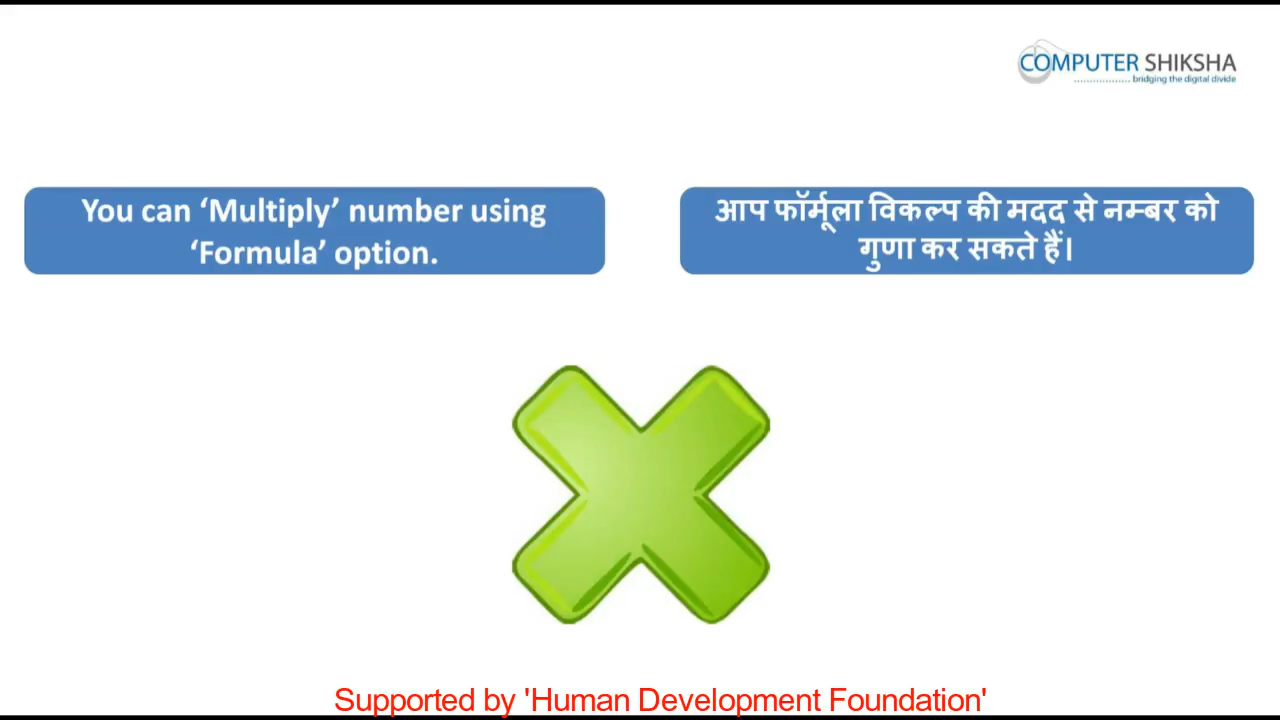 COMPUTER SHIKSHA
bridging the digital divide
You can ‘Multiply’ number using
‘Formula’ option.
आप फॉर्मूला विकल्प की मदद से नम्बर को
गुणा कर सकते हैं।
Supported by 'Human Development Foundation'